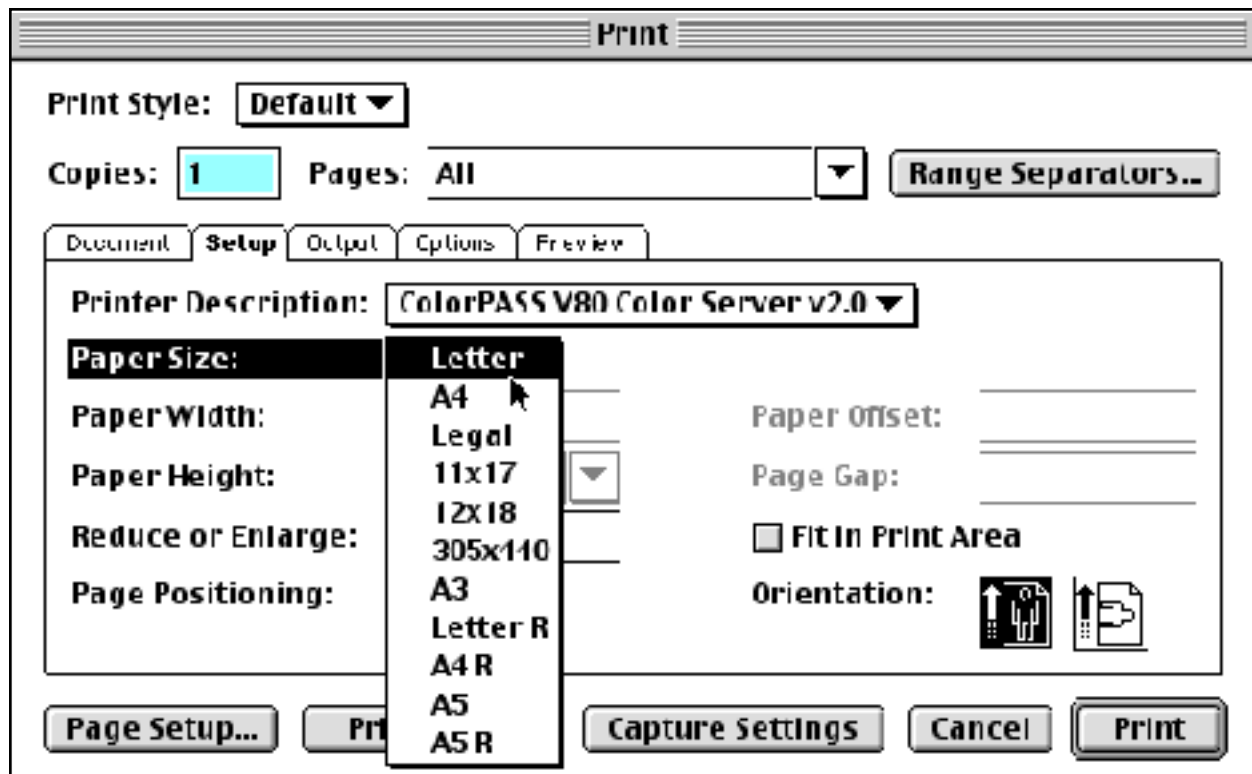 Print
Print Style: Default
Copies: 1 Pages: All Range Separators...
Document Setup Output Options Preview
Printer Description: ColorPASS V80 Color Server v2.0
Paper Size: Letter
A4
Paper Width: Paper Offset:
Legal
Paper Height: 11x17 Page Gap:
12x18
Reduce or Enlarge: 305x440 Fit in Print Area
Page Positioning: A3 Orientation:
Letter R
A4 R
A5
Page Setup... Capture Settings Cancel Print
A5 R